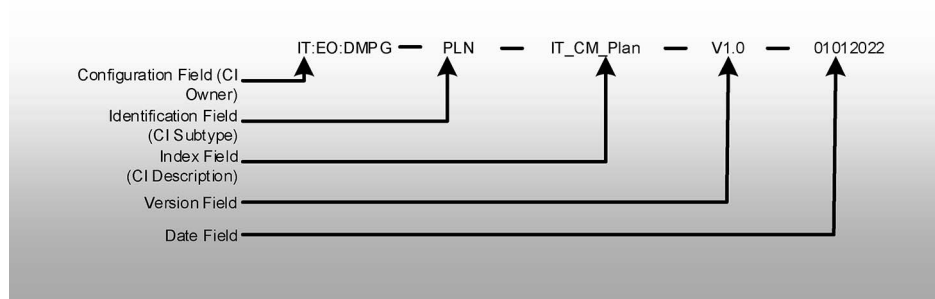 IT:EO:DMPG — PLN — IT_CM_Plan — V1.0 — 01012022
Configuration Field (CI
Owner)
Identification Field
(CI Subtype)
Index Field
(CI Description)
Version Field
Date Field